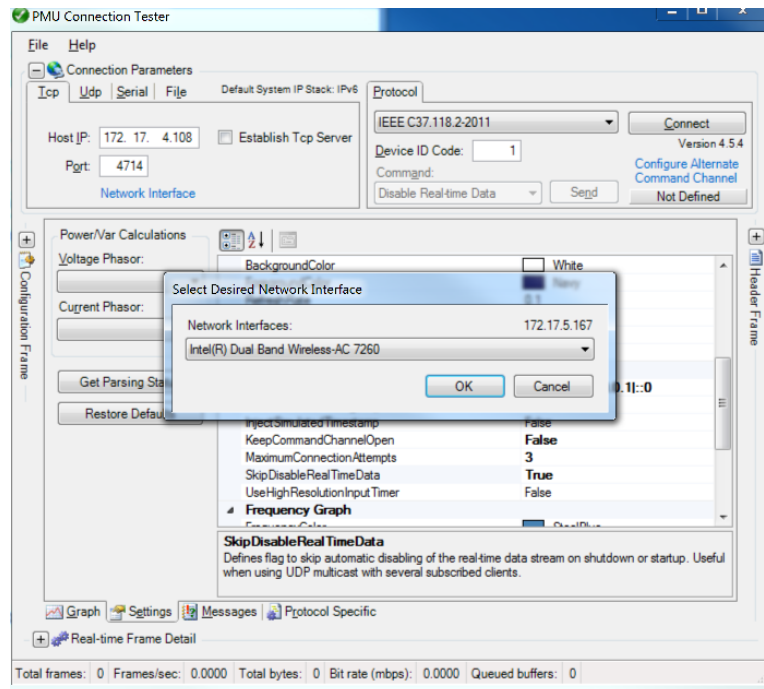 PMU Connection Tester
File Help
Connection Parameters
Tcp Udp Serial File Default System IP Stack: IPv6 Protocol
IEEE C37.118.2-2011 Connect
Host IP: 172. 17. 4.108 Establish Tcp Server
Version 4.5.4
Device ID Code: 1
Port: 4714
Configure Alternate
Command Channel
Command:
Network Interface Disable Real-time Data Send Not Defined
Power/Var Calculations
Voltage Phasor:
BackgroundColor White
Select Desired Network Interface
Navy
RefreshRate 0.1
Current Phasor:
Network Interfaces: 172.17.5.167
Intel(R) Dual Band Wireless-AC 7260
OK Cancel
Get Parsing Sta
0.1|::0
Restore Defau
InjectSimulatedTimestamp False
KeepCommandChannelOpen False
MaximumConnectionAttempts 3
SkipDisableRealTimeData True
UseHighResolutionInputTimer False
Frequency Graph
FrequencyColor SteelBlue
SkipDisableRealTimeData
Defines flag to skip automatic disabling of the real-time data stream on shutdown or startup. Useful
when using UDP multicast with several subscribed clients.
Configuration Frame
Header Frame
Graph Settings Messages Protocol Specific
Real-time Frame Detail
Total frames: 0 Frames/sec: 0.0000 Total bytes: 0 Bit rate (mbps): 0.0000 Queued buffers: 0